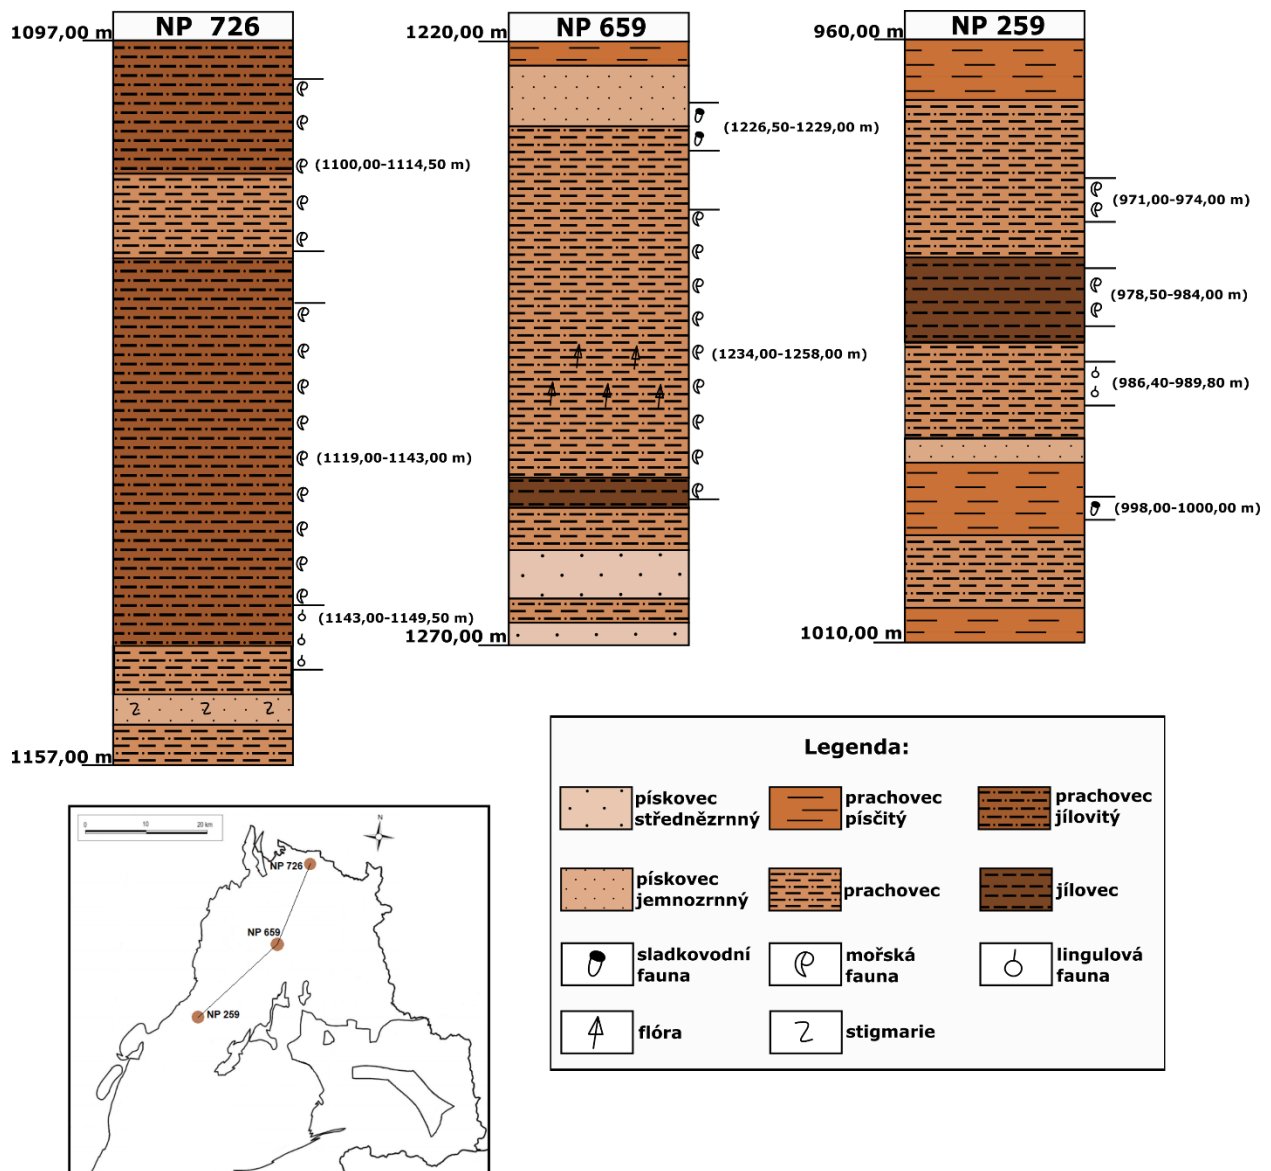 NP 726
1097,00 m
(1100,00-1114,50 m)
(1119,00-1143,00 m)
(1143,00-1149,50 m)
1157,00 m
NP 659
1220,00 m
(1226,50-1229,00 m)
(1234,00-1258,00 m)
1270,00 m
NP 259
960,00 m
(971,00-974,00 m)
(978,50-984,00 m)
(986,40-989,80 m)
(998,00-1000,00 m)
1010,00 m
Legenda:
pískovec
střednězrnný
prachovec
písčitý
prachovec
jílovitý
pískovec
jemnozrnný
prachovec
jílovec
sladkovodní
fauna
mořská
fauna
lingulová
fauna
flóra
stigmarie
0 10 20 km
N
NP 726
NP 659
NP 259